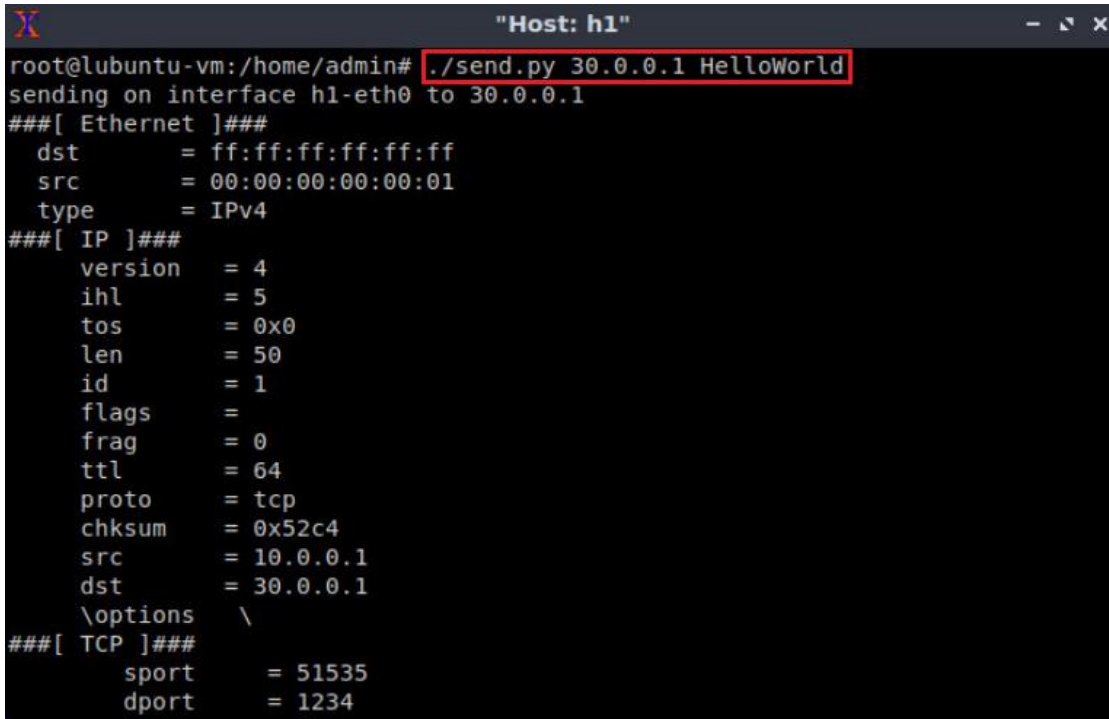 "Host: h1"
root@lubuntu-vm:/home/admin# ./send.py 30.0.0.1 HelloWorld
sending on interface h1-eth0 to 30.0.0.1
###[ Ethernet ]###
  dst       = ff:ff:ff:ff:ff:ff
  src       = 00:00:00:00:00:01
  type      = IPv4
###[ IP ]###
     version   = 4
     ihl       = 5
     tos       = 0x0
     len       = 50
     id        = 1
     flags     =
     frag      = 0
     ttl       = 64
     proto     = tcp
     chksum    = 0x52c4
     src       = 10.0.0.1
     dst       = 30.0.0.1
     \options   \
###[ TCP ]###
        sport     = 51535
        dport     = 1234